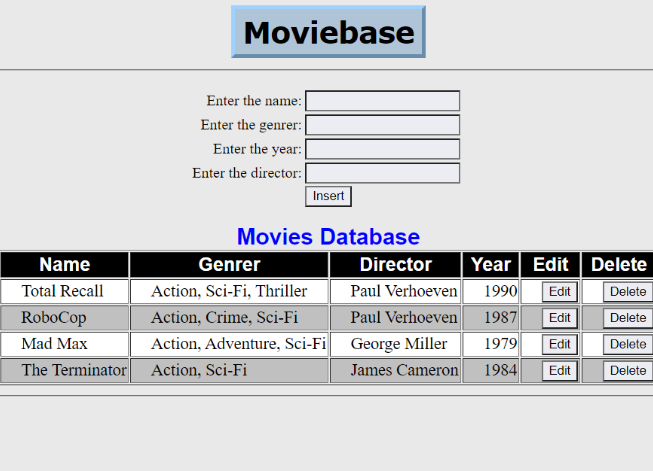 Moviebase
Enter the name:
Enter the genrer:
Enter the year:
Enter the director:
Insert
Movies Database
Name Genrer Director Year Edit Delete
Total Recall Action, Sci-Fi, Thriller Paul Verhoeven 1990 Edit Delete
RoboCop Action, Crime, Sci-Fi Paul Verhoeven 1987 Edit Delete
Mad Max Action, Adventure, Sci-Fi George Miller 1979 Edit Delete
The Terminator Action, Sci-Fi James Cameron 1984 Edit Delete